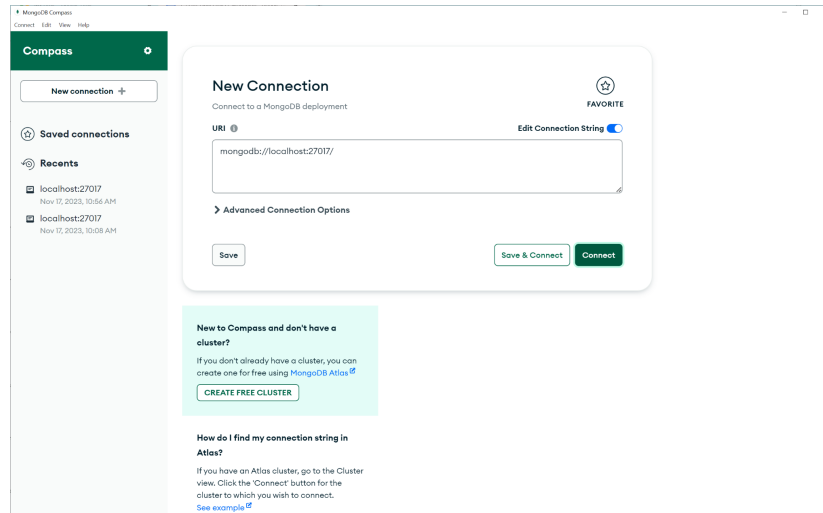 MongoDB Compass
Connect Edit View Help
Compass
New connection +
Saved connections
Recents
localhost:27017
Nov 17, 2023, 10:56 AM
localhost:27017
Nov 17, 2023, 10:08 AM
New Connection
Connect to a MongoDB deployment
FAVORITE
URI
Edit Connection String
mongodb://localhost:27017/
Advanced Connection Options
Save
Save & Connect
Connect
New to Compass and don't have a
cluster?
If you don't already have a cluster, you can
create one for free using MongoDB Atlas
CREATE FREE CLUSTER
How do I find my connection string in
Atlas?
If you have an Atlas cluster, go to the Cluster
view. Click the 'Connect' button for the
cluster to which you wish to connect.
See example